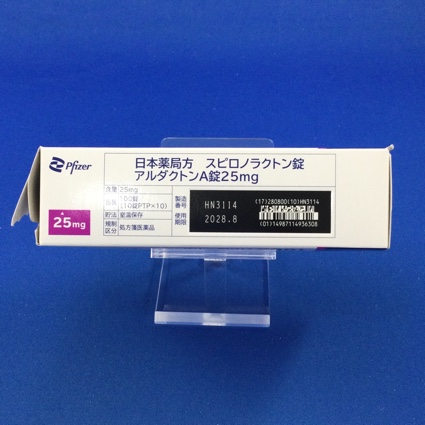 Pfizer
日本薬局方 スピロノラクトン錠
アルダクトンA錠25mg
25mg
含量 25mg
包装 100錠
(10錠PTP×10)
貯法 室温保存
規制区分 処方箋医薬品
製造番号 HN3114
使用期限 2028.8
(17)280800(10)HN3114
(01)14987114936308